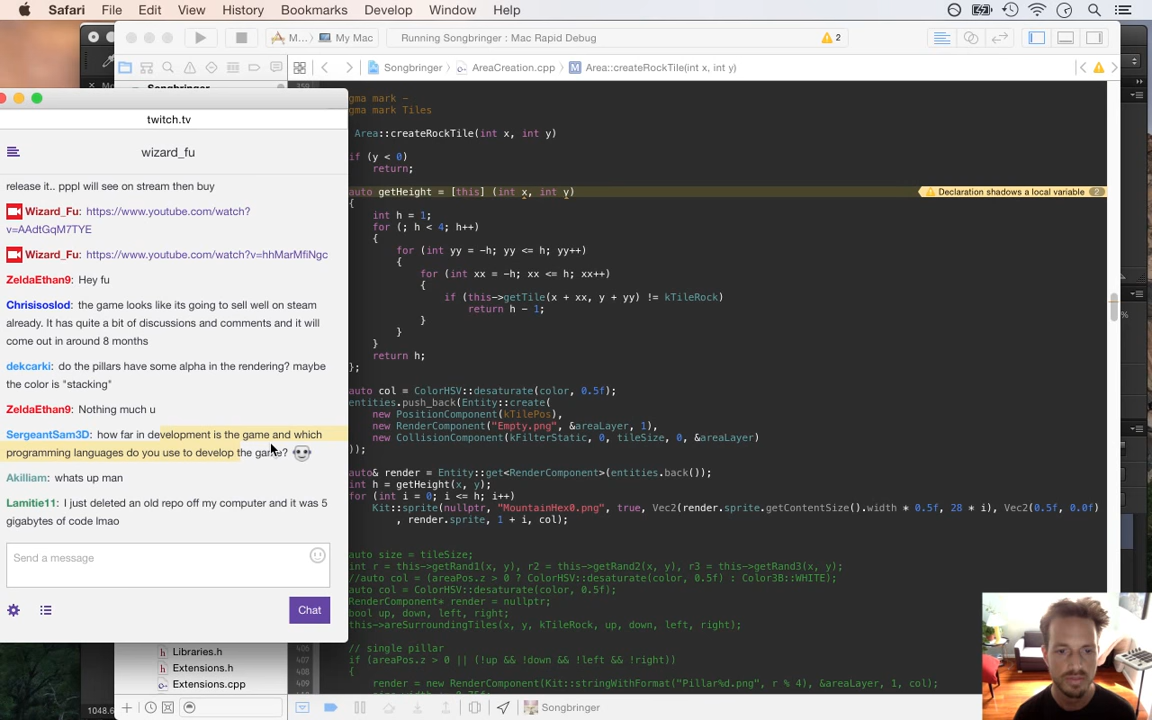 Safari File Edit View History Bookmarks Develop Window Help
M... My Mac
Running Songbringer : Mac Rapid Debug
2
Songbringer AreaCreation.cpp M Area::createRockTile(int x, int y)
Songbringer
twitch.tv
wizard_fu
release it.. pppl will see on stream then buy
Wizard_Fu: https://www.youtube.com/watch?
v=AAdtGqM7TYE
Wizard_Fu: https://www.youtube.com/watch?v=hhMarMfiNgc
ZeldaEthan9: Hey fu
Chrisisoslod: the game looks like its going to sell well on steam
already. It has quite a bit of discussions and comments and it will
come out in around 8 months
dekcarki: do the pillars have some alpha in the rendering? maybe
the color is "stacking"
ZeldaEthan9: Nothing much u
SergeantSam3D: how far in development is the game and which
programming languages do you use to develop the game?
Akilliam: whats up man
Lamitie11: I just deleted an old repo off my computer and it was 5
gigabytes of code lmao
Send a message
Chat
Libraries.h
Extensions.h
Extensions.cpp
1048.6
gma mark -
gma mark Tiles
Area::createRockTile(int x, int y)
if (y < 0)
return;
auto getHeight = [this] (int x, int y)
Declaration shadows a local variable 2
{
int h = 1;
for (; h < 4; h++)
{
for (int yy = -h; yy <= h; yy++)
{
for (int xx = -h; xx <= h; xx++)
{
if (this->getTile(x + xx, y + yy) != kTileRock)
return h - 1;
}
}
}
return h;
};
auto col = ColorHSV::desaturate(color, 0.5f);
entities.push_back(Entity::create(
new PositionComponent(kTilePos),
new RenderComponent("Empty.png", &areaLayer, 1),
new CollisionComponent(kFilterStatic, 0, tileSize, 0, &areaLayer)
));
auto& render = Entity::get<RenderComponent>(entities.back());
int h = getHeight(x, y);
for (int i = 0; i <= h; i++)
Kit::sprite(nullptr, "MountainHex0.png", true, Vec2(render.sprite.getContentSize().width * 0.5f, 28 * i), Vec2(0.5f, 0.0f)
, render.sprite, 1 + i, col);
auto size = tileSize;
int r = this->getRand1(x, y), r2 = this->getRand2(x, y), r3 = this->getRand3(x, y);
//auto col = (areaPos.z > 0 ? ColorHSV::desaturate(color, 0.5f) : Color3B::WHITE);
auto col = ColorHSV::desaturate(color, 0.5f);
RenderComponent* render = nullptr;
bool up, down, left, right;
this->areSurroundingTiles(x, y, kTileRock, up, down, left, right);
// single pillar
407 if (areaPos.z > 0 || (!up && !down && !left && !right))
408 {
409 render = new RenderComponent(Kit::stringWithFormat("Pillar%d.png", r % 4), &areaLayer, 1, col);
Songbringer